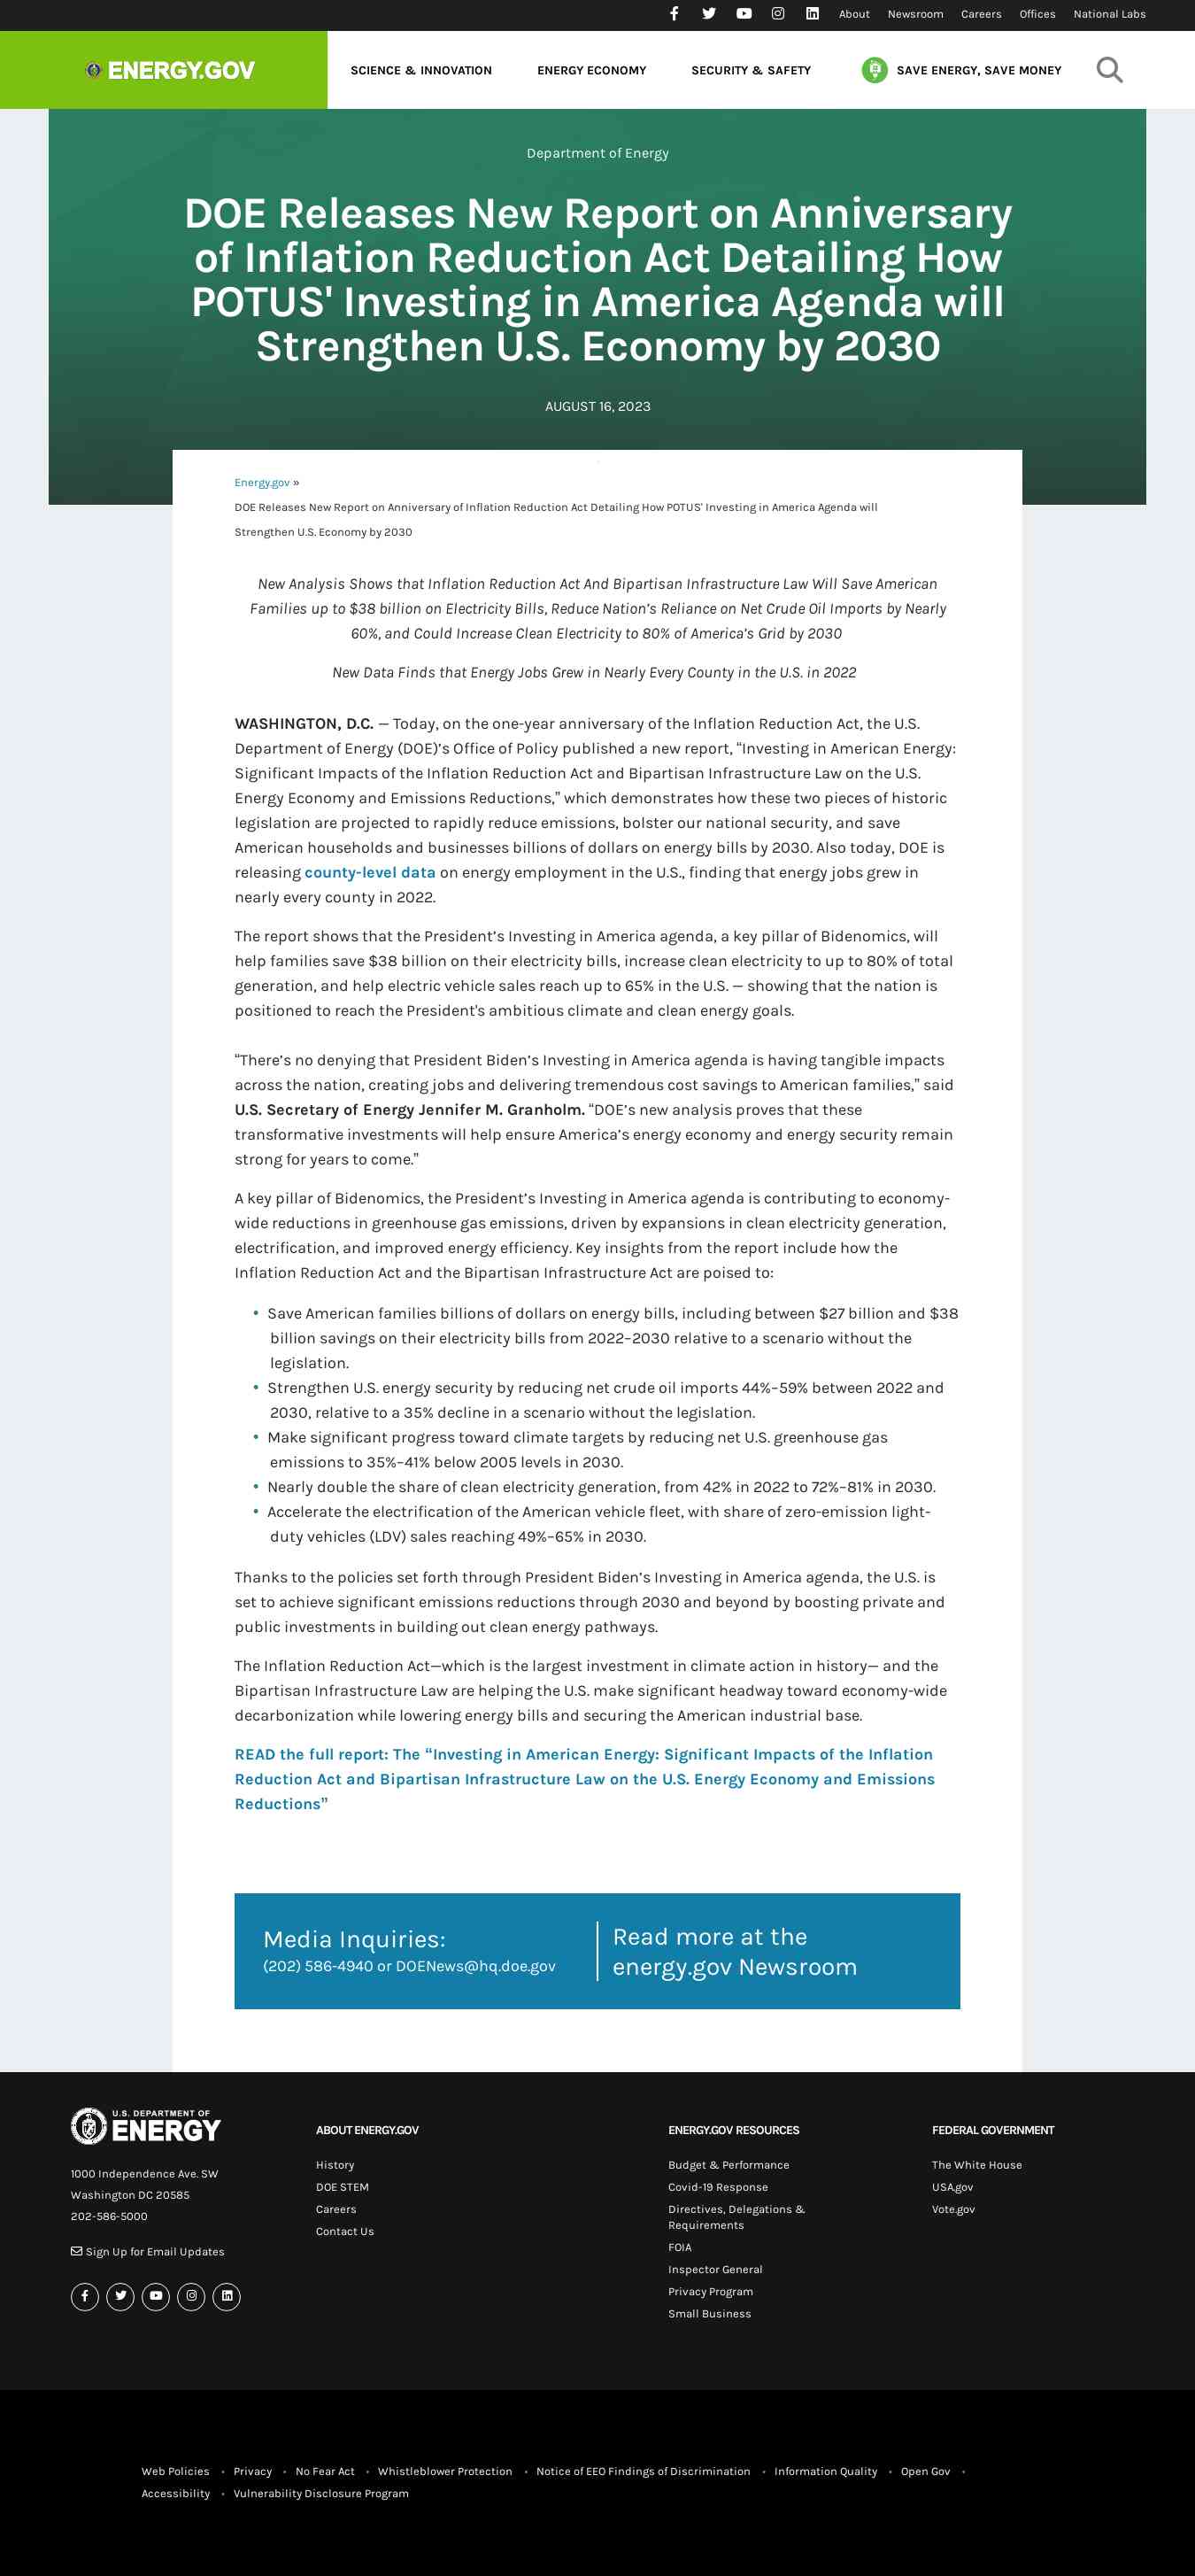 About Newsroom Careers Offices National Labs
ENERGY.GOV
SCIENCE & INNOVATION ENERGY ECONOMY SECURITY & SAFETY SAVE ENERGY, SAVE MONEY
Department of Energy
DOE Releases New Report on Anniversary
of Inflation Reduction Act Detailing How
POTUS' Investing in America Agenda will
Strengthen U.S. Economy by 2030
AUGUST 16, 2023
Energy.gov »
DOE Releases New Report on Anniversary of Inflation Reduction Act Detailing How POTUS' Investing in America Agenda will
Strengthen U.S. Economy by 2030
New Analysis Shows that Inflation Reduction Act And Bipartisan Infrastructure Law Will Save American
Families up to $38 billion on Electricity Bills, Reduce Nation’s Reliance on Net Crude Oil Imports by Nearly
60%, and Could Increase Clean Electricity to 80% of America’s Grid by 2030
New Data Finds that Energy Jobs Grew in Nearly Every County in the U.S. in 2022
WASHINGTON, D.C. — Today, on the one-year anniversary of the Inflation Reduction Act, the U.S.
Department of Energy (DOE)’s Office of Policy published a new report, “Investing in American Energy:
Significant Impacts of the Inflation Reduction Act and Bipartisan Infrastructure Law on the U.S.
Energy Economy and Emissions Reductions,” which demonstrates how these two pieces of historic
legislation are projected to rapidly reduce emissions, bolster our national security, and save
American households and businesses billions of dollars on energy bills by 2030. Also today, DOE is
releasing county-level data on energy employment in the U.S., finding that energy jobs grew in
nearly every county in 2022.
The report shows that the President’s Investing in America agenda, a key pillar of Bidenomics, will
help families save $38 billion on their electricity bills, increase clean electricity to up to 80% of total
generation, and help electric vehicle sales reach up to 65% in the U.S. — showing that the nation is
positioned to reach the President's ambitious climate and clean energy goals.
“There’s no denying that President Biden’s Investing in America agenda is having tangible impacts
across the nation, creating jobs and delivering tremendous cost savings to American families,” said
U.S. Secretary of Energy Jennifer M. Granholm. “DOE’s new analysis proves that these
transformative investments will help ensure America’s energy economy and energy security remain
strong for years to come.”
A key pillar of Bidenomics, the President’s Investing in America agenda is contributing to economy-
wide reductions in greenhouse gas emissions, driven by expansions in clean electricity generation,
electrification, and improved energy efficiency. Key insights from the report include how the
Inflation Reduction Act and the Bipartisan Infrastructure Act are poised to:
• Save American families billions of dollars on energy bills, including between $27 billion and $38
billion savings on their electricity bills from 2022–2030 relative to a scenario without the
legislation.
• Strengthen U.S. energy security by reducing net crude oil imports 44%–59% between 2022 and
2030, relative to a 35% decline in a scenario without the legislation.
• Make significant progress toward climate targets by reducing net U.S. greenhouse gas
emissions to 35%–41% below 2005 levels in 2030.
• Nearly double the share of clean electricity generation, from 42% in 2022 to 72%–81% in 2030.
• Accelerate the electrification of the American vehicle fleet, with share of zero-emission light-
duty vehicles (LDV) sales reaching 49%–65% in 2030.
Thanks to the policies set forth through President Biden’s Investing in America agenda, the U.S. is
set to achieve significant emissions reductions through 2030 and beyond by boosting private and
public investments in building out clean energy pathways.
The Inflation Reduction Act—which is the largest investment in climate action in history— and the
Bipartisan Infrastructure Law are helping the U.S. make significant headway toward economy-wide
decarbonization while lowering energy bills and securing the American industrial base.
READ the full report: The “Investing in American Energy: Significant Impacts of the Inflation
Reduction Act and Bipartisan Infrastructure Law on the U.S. Energy Economy and Emissions
Reductions”
Media Inquiries:
(202) 586-4940 or DOENews@hq.doe.gov
Read more at the
energy.gov Newsroom
U.S. DEPARTMENT OF
ENERGY
1000 Independence Ave. SW
Washington DC 20585
202-586-5000
Sign Up for Email Updates
ABOUT ENERGY.GOV
History
DOE STEM
Careers
Contact Us
ENERGY.GOV RESOURCES
Budget & Performance
Covid-19 Response
Directives, Delegations &
Requirements
FOIA
Inspector General
Privacy Program
Small Business
FEDERAL GOVERNMENT
The White House
USA.gov
Vote.gov
Web Policies • Privacy • No Fear Act • Whistleblower Protection • Notice of EEO Findings of Discrimination • Information Quality • Open Gov •
Accessibility • Vulnerability Disclosure Program